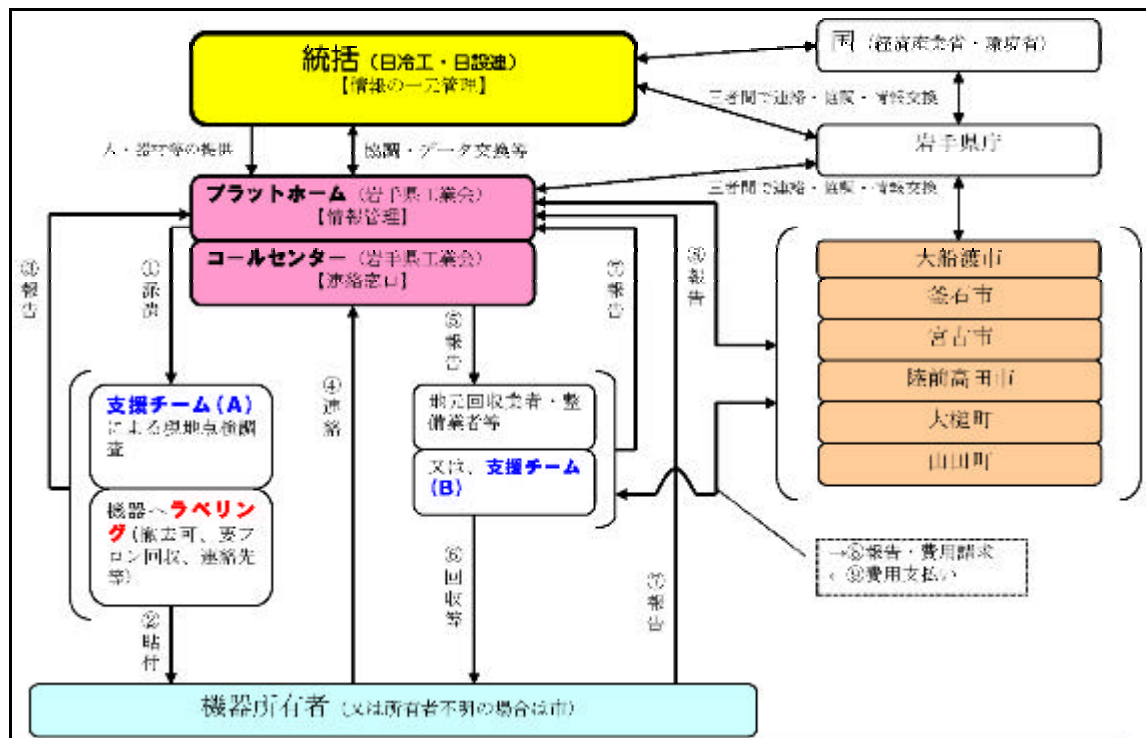 統括（日冷工・日設連）
【情報の一元管理】
国（経済産業省・環境省）
三者間で連絡・協調・情報交換
岩手県庁
人・器材等の提供
協調・データ交換等
三者間で連絡・協調・情報交換
プラットホーム（岩手県工業会）
【情報管理】
コールセンター（岩手県工業会）
【連絡窓口】
③報告
①派遣
④連絡
⑤報告
⑦報告
⑧報告
大船渡市
釜石市
宮古市
陸前高田市
大槌町
山田町
支援チーム（A）
による現地点検調
査
機器へラベリン
グ（撤去可、要フ
ロン回収、連絡先
等）
地元回収業者・整
備業者等
又は、支援チーム
（B）
→⑧報告・費用請求
←⑨費用支払い
②貼付
⑥回収等
⑦報告
機器所有者（又は所有者不明の場合は市）